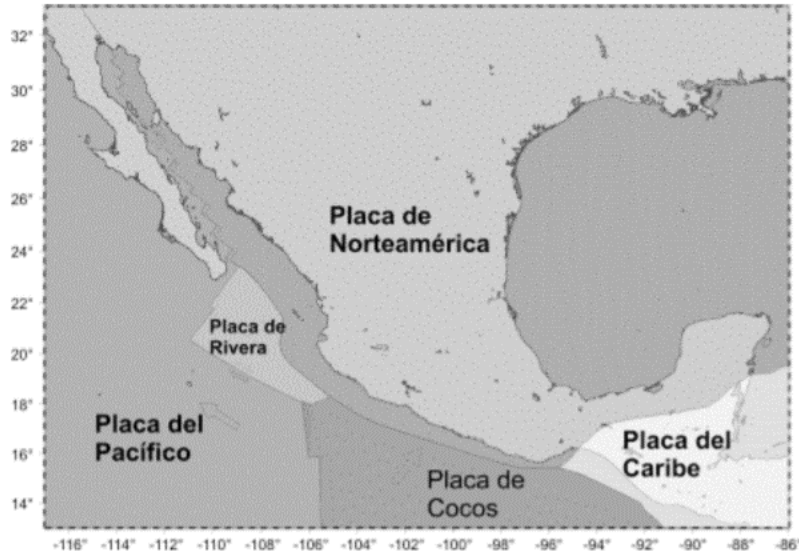 32°
30°
28°
26°
24°
22°
20°
18°
16°
14°
Placa de
Norteamérica
Placa de
Rivera
Placa del
Pacífico
Placa del
Caribe
Placa de
Cocos
-116° -114° -112° -110° -108° -106° -104° -102° -100° -98° -96° -94° -92° -90° -88° -86°